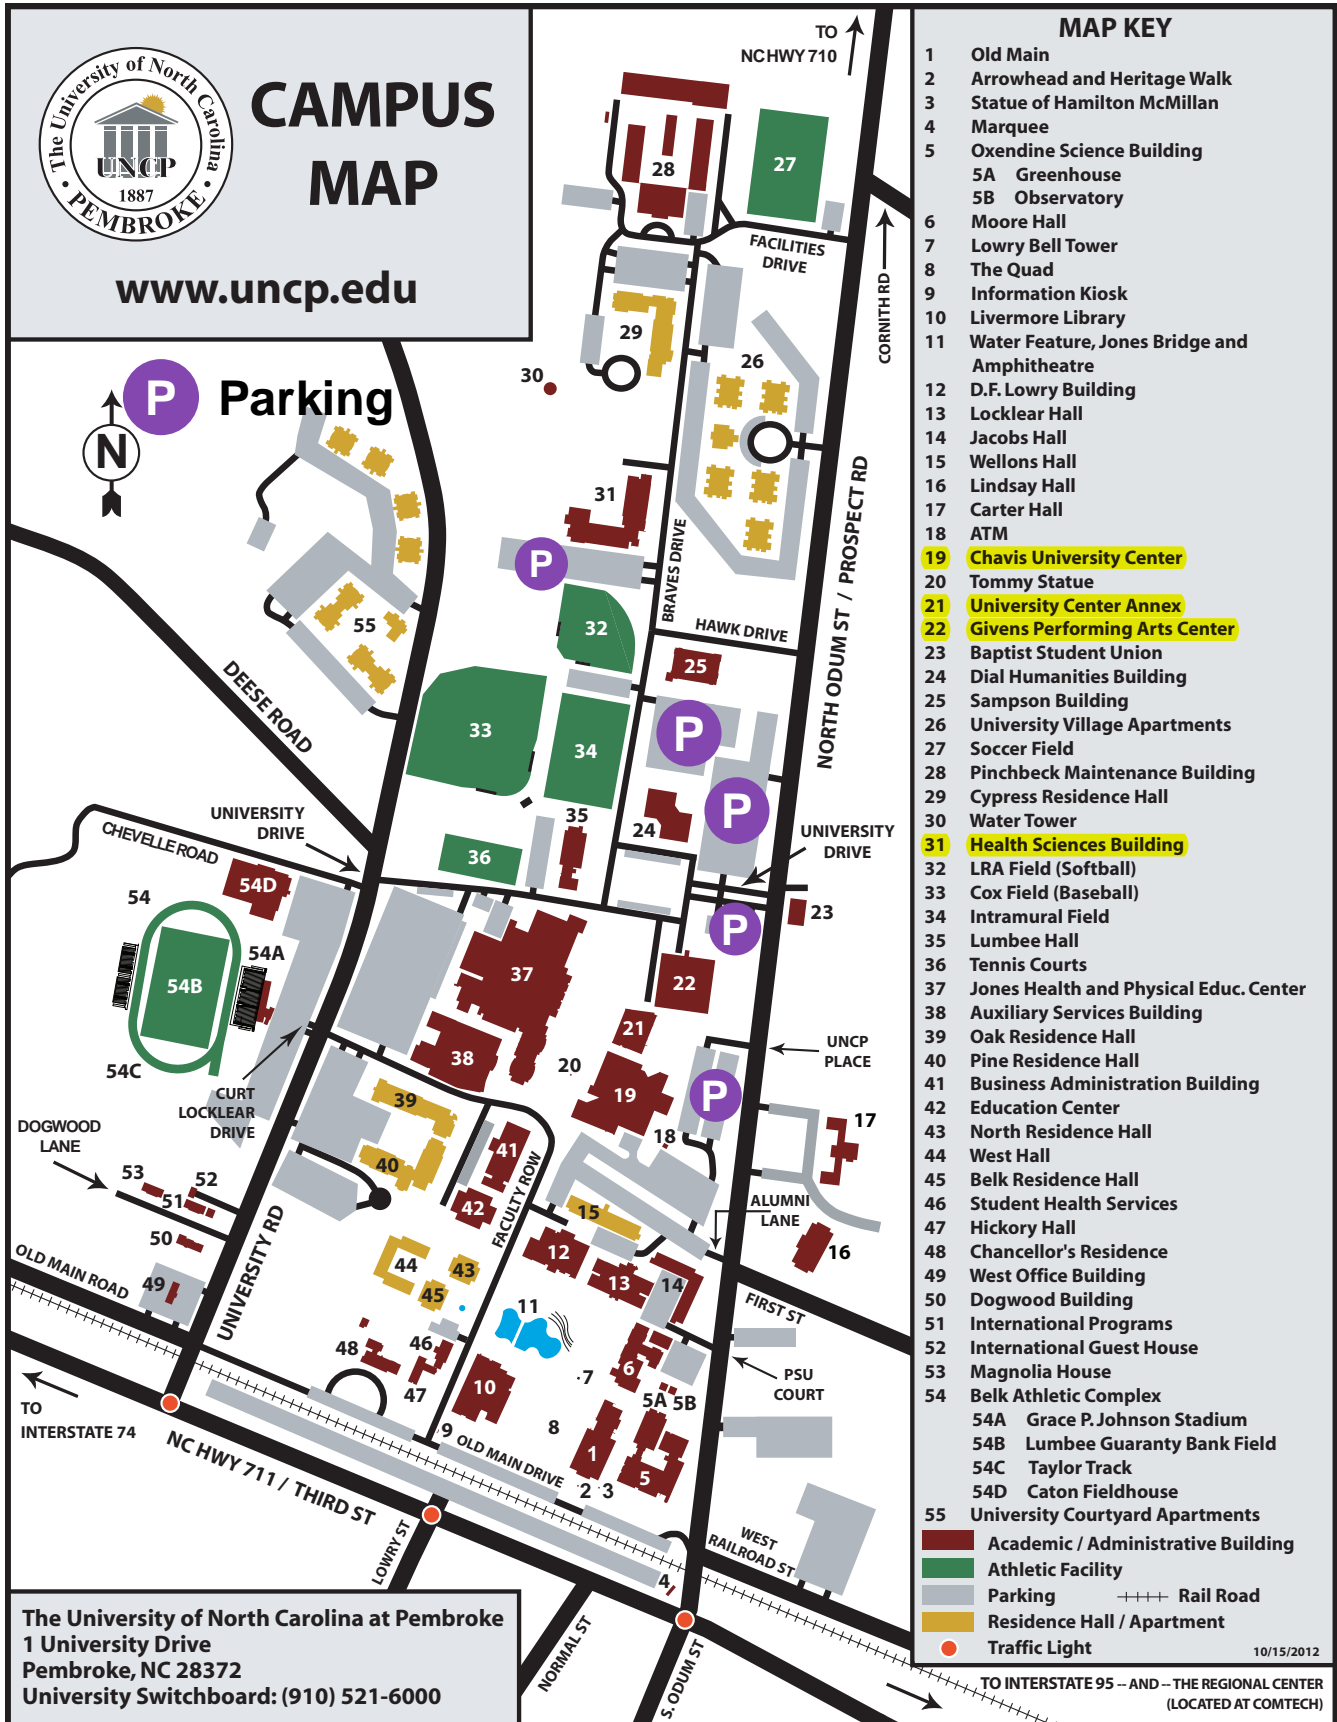 The University of North Carolina
UNCP
1887
• PEMBROKE •
CAMPUS
MAP
www.uncp.edu
P Parking
N
TO
NC HWY 710
28
27
FACILITIES
DRIVE
CORNITH RD
29
26
30
31
P
BRAVES DRIVE
NORTH ODUM ST / PROSPECT RD
32
HAWK DRIVE
55
25
DEESE ROAD
33
34
P
P
UNIVERSITY
DRIVE
35
24
UNIVERSITY
DRIVE
CHEVELLE ROAD
36
54D
54
23
P
54A
37
22
54B
21
UNCP
PLACE
38
20
54C
19
P
CURT
LOCKLEAR
DRIVE
39
DOGWOOD
LANE
18
17
41
40
53
52
51
FACULTY ROW
42
15
ALUMNI
LANE
50
12
16
OLD MAIN ROAD
44
43
49
13
14
UNIVERSITY RD
45
11
FIRST ST
46
48
47
6
7
PSU
COURT
10
5A
5B
TO
INTERSTATE 74
9
8
OLD MAIN DRIVE
1
5
2
3
NC HWY 711 / THIRD ST
WEST
RAILROAD ST
LOWRY ST
4
NORMAL ST
S. ODUM ST
The University of North Carolina at Pembroke
1 University Drive
Pembroke, NC 28372
University Switchboard: (910) 521-6000
MAP KEY
1 Old Main
2 Arrowhead and Heritage Walk
3 Statue of Hamilton McMillan
4 Marquee
5 Oxendine Science Building
5A Greenhouse
5B Observatory
6 Moore Hall
7 Lowry Bell Tower
8 The Quad
9 Information Kiosk
10 Livermore Library
11 Water Feature, Jones Bridge and
Amphitheatre
12 D.F. Lowry Building
13 Locklear Hall
14 Jacobs Hall
15 Wellons Hall
16 Lindsay Hall
17 Carter Hall
18 ATM
19 Chavis University Center
20 Tommy Statue
21 University Center Annex
22 Givens Performing Arts Center
23 Baptist Student Union
24 Dial Humanities Building
25 Sampson Building
26 University Village Apartments
27 Soccer Field
28 Pinchbeck Maintenance Building
29 Cypress Residence Hall
30 Water Tower
31 Health Sciences Building
32 LRA Field (Softball)
33 Cox Field (Baseball)
34 Intramural Field
35 Lumbee Hall
36 Tennis Courts
37 Jones Health and Physical Educ. Center
38 Auxiliary Services Building
39 Oak Residence Hall
40 Pine Residence Hall
41 Business Administration Building
42 Education Center
43 North Residence Hall
44 West Hall
45 Belk Residence Hall
46 Student Health Services
47 Hickory Hall
48 Chancellor's Residence
49 West Office Building
50 Dogwood Building
51 International Programs
52 International Guest House
53 Magnolia House
54 Belk Athletic Complex
54A Grace P. Johnson Stadium
54B Lumbee Guaranty Bank Field
54C Taylor Track
54D Caton Fieldhouse
55 University Courtyard Apartments
Academic / Administrative Building
Athletic Facility
Parking Rail Road
Residence Hall / Apartment
Traffic Light
10/15/2012
TO INTERSTATE 95 -- AND -- THE REGIONAL CENTER
(LOCATED AT COMTECH)